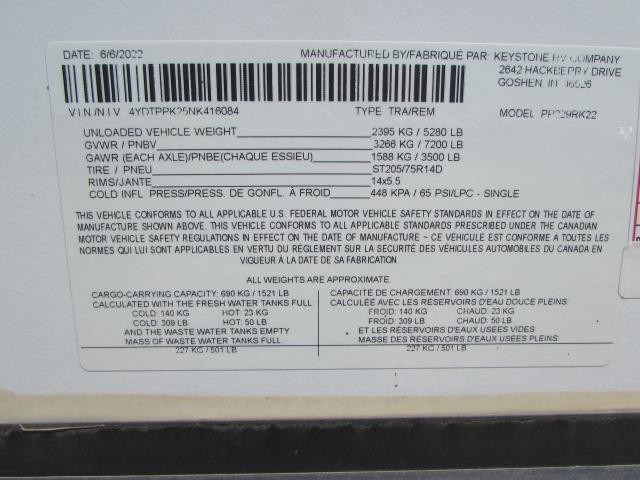 DATE: 6/6/2022 MANUFACTURED BY/FABRIQUÉ PAR: KEYSTONE RV COMPANY
2642 HACKBERRY DRIVE
GOSHEN IN 46526
VIN/NIV 4YDTPPK25NK416084 TYPE: TRA/REM MODEL:
UNLOADED VEHICLE WEIGHT 2395 KG / 5280 LB
GVWR / PNBV 3266 KG / 7200 LB
GAWR (EACH AXLE)/PNBE(CHAQUE ESSIEU) 1588 KG / 3500 LB
TIRE / PNEU ST205/75R14D
RIMS/JANTE 14x5.5
COLD INFL PRESS/PRESS. DE GONFL. À FROID 448 KPA / 65 PSI/LPC - SINGLE
THIS VEHICLE CONFORMS TO ALL APPLICABLE U.S. FEDERAL MOTOR VEHICLE SAFETY STANDARDS IN EFFECT ON THE DATE OF
MANUFACTURE SHOWN ABOVE. THIS VEHICLE CONFORMS TO ALL APPLICABLE STANDARDS PRESCRIBED UNDER THE CANADIAN
MOTOR VEHICLE SAFETY REGULATIONS IN EFFECT ON THE DATE OF MANUFACTURE ~ CE VÉHICULE EST CONFORME A TOUTES LES
NORMES QUI LUI SONT APPLICABLES EN VERTU DU RÉGLEMENT SUR LA SÉCURITÉ DES VÉHICULES AUTOMOBILES DU CANADA EN
VIGUEUR À LA DATE DE SA FABRICATION
ALL WEIGHTS ARE APPROXIMATE.
CARGO-CARRYING CAPACITY: 690 KG / 1521 LB
CALCULATED WITH THE FRESH WATER TANKS FULL:
COLD: 140 KG HOT: 23 KG
COLD: 309 LB HOT: 50 LB
AND THE WASTE WATER TANKS EMPTY
MASS OF WASTE WATER TANKS FULL:
227 KG / 501 LB
CAPACITÉ DE CHARGEMENT: 690 KG / 1521 LB
CALCULÉE AVEC LES RÉSERVOIRS D'EAU DOUCE PLEINS:
FROID: 140 KG CHAUD: 23 KG
FROID: 309 LB CHAUD: 50 LB
ET LES RÉSERVOIRS D'EAUX USÉES VIDES
MASSE DES RÉSERVOIRS D'EAUX USÉES PLEINS:
227 KG / 501 LB